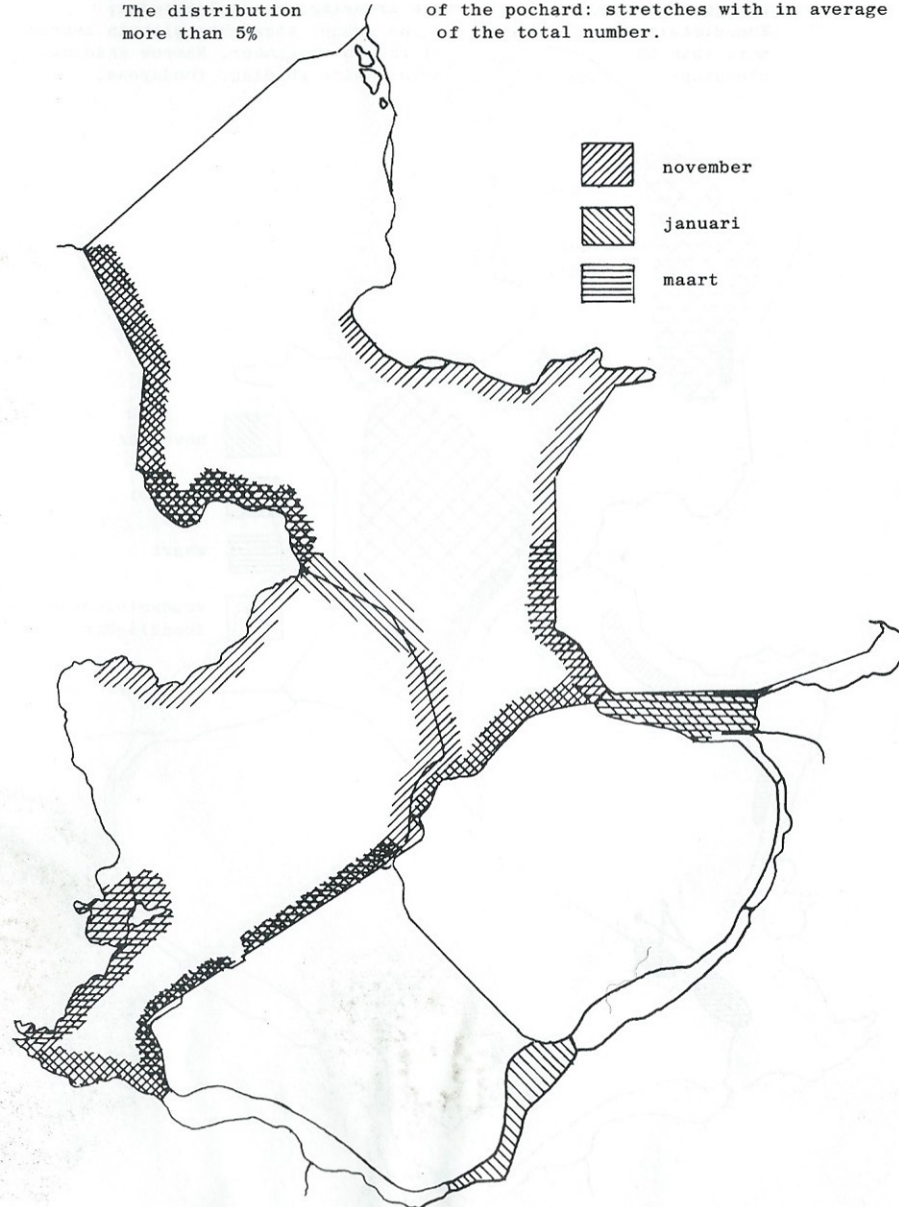 The distribution of the pochard: stretches with in average
more than 5% of the total number.
november
januari
maart